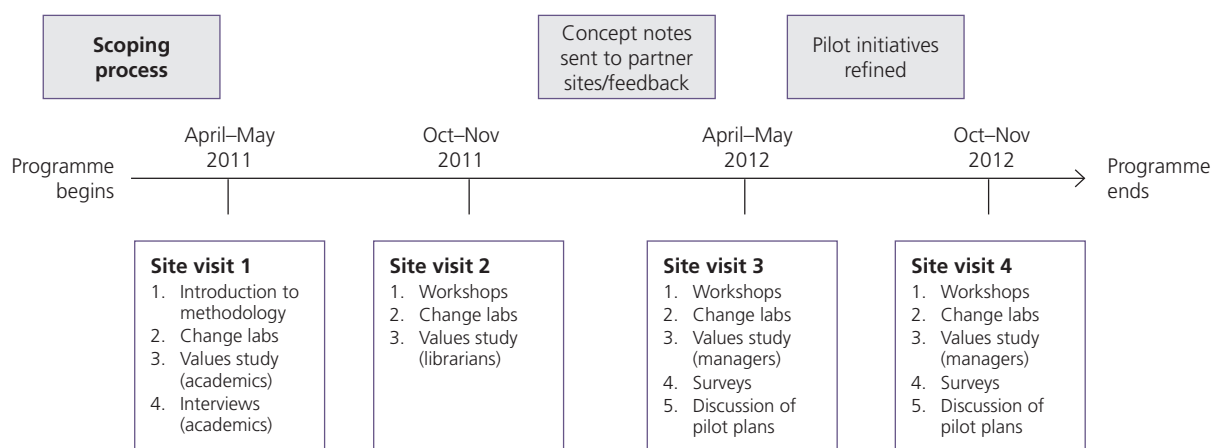 Scoping
process
Concept notes
sent to partner
sites/feedback
Pilot initiatives
refined
April–May
2011
Oct–Nov
2011
April–May
2012
Oct–Nov
2012
Programme
begins
Programme
ends
Site visit 1
1. Introduction to
methodology
2. Change labs
3. Values study
(academics)
4. Interviews
(academics)
Site visit 2
1. Workshops
2. Change labs
3. Values study
(librarians)
Site visit 3
1. Workshops
2. Change labs
3. Values study
(managers)
4. Surveys
5. Discussion of
pilot plans
Site visit 4
1. Workshops
2. Change labs
3. Values study
(managers)
4. Surveys
5. Discussion of
pilot plans